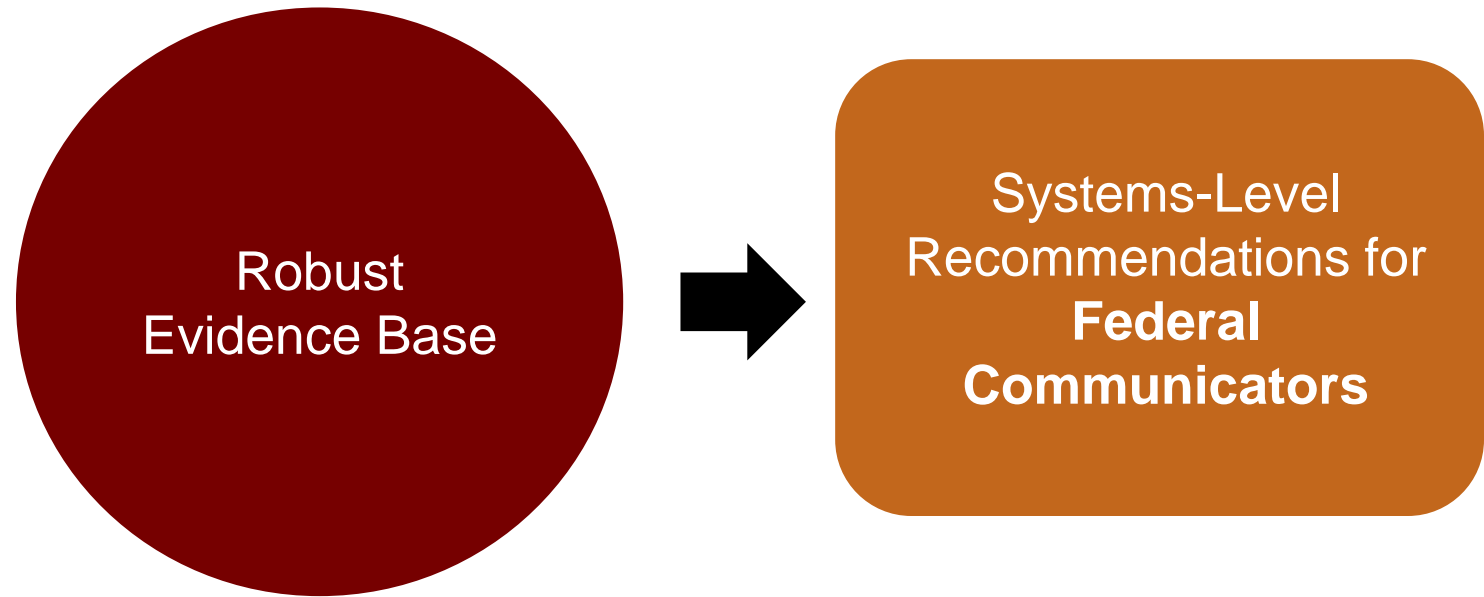 Robust
Evidence Base
Systems-Level
Recommendations for
Federal
Communicators